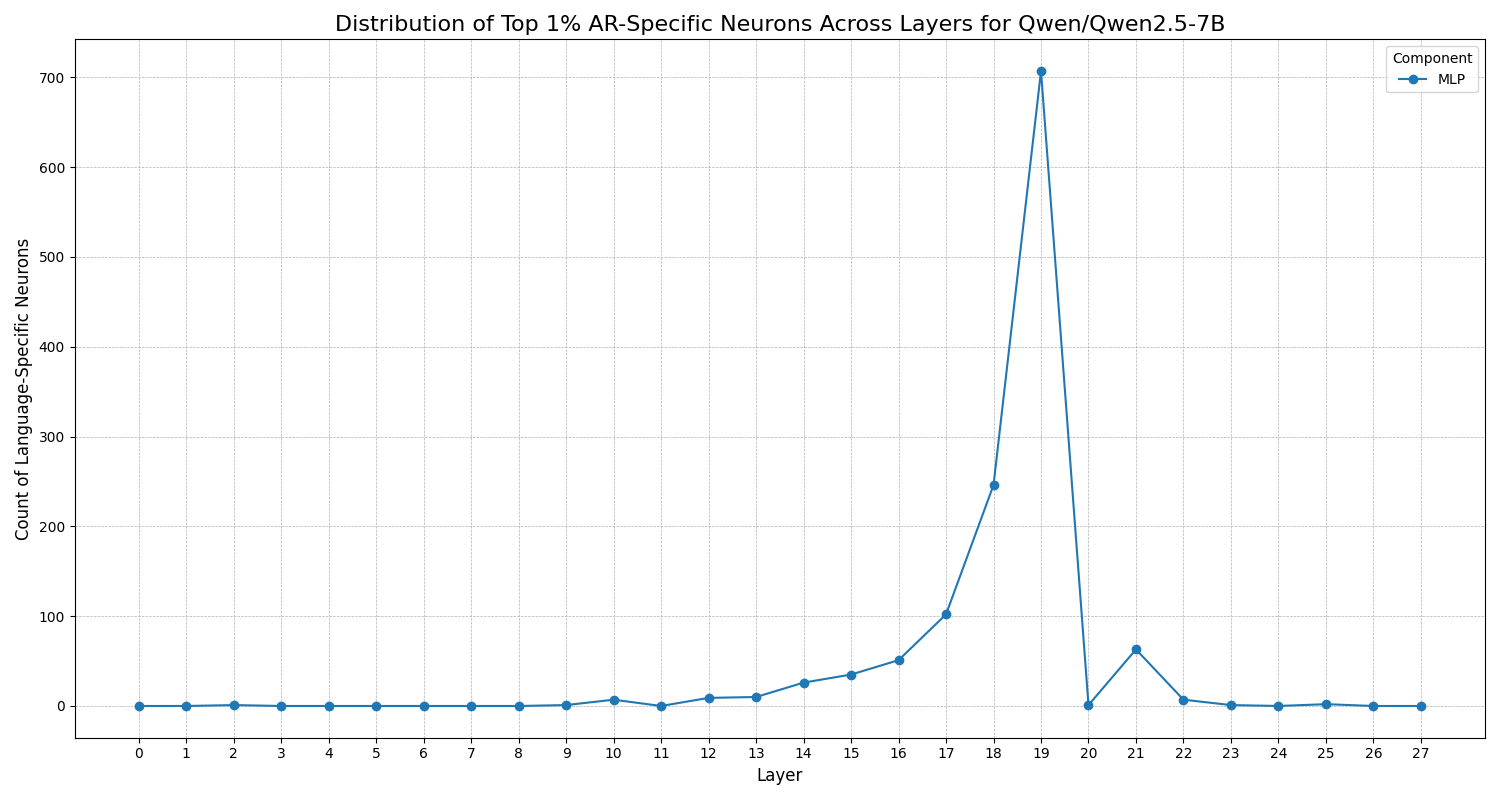 Distribution of Top 1% AR-Specific Neurons Across Layers for Qwen/Qwen2.5-7B
Component
MLP
Count of Language-Specific Neurons
700
600
500
400
300
200
100
0
0 1 2 3 4 5 6 7 8 9 10 11 12 13 14 15 16 17 18 19 20 21 22 23 24 25 26 27
Layer